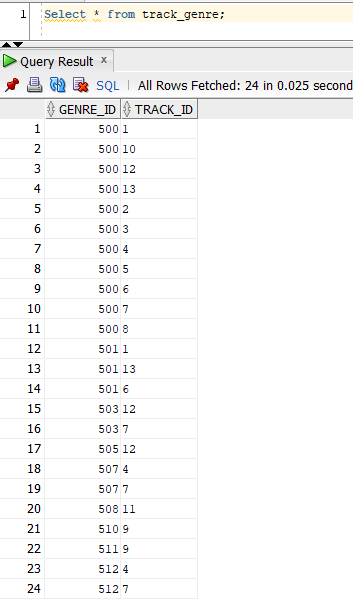 1 Select * from track_genre;
Query Result x
SQL | All Rows Fetched: 24 in 0.025 second
GENRE_ID TRACK_ID
1 500 1
2 500 10
3 500 12
4 500 13
5 500 2
6 500 3
7 500 4
8 500 5
9 500 6
10 500 7
11 500 8
12 501 1
13 501 13
14 501 6
15 503 12
16 503 7
17 505 12
18 507 4
19 507 7
20 508 11
21 510 9
22 511 9
23 512 4
24 512 7